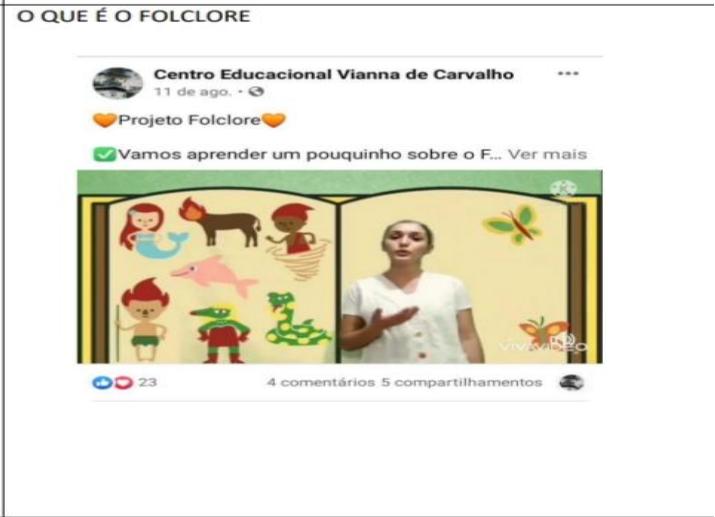 O QUE É O FOLCLORE
Centro Educacional Vianna de Carvalho
11 de ago. ·
🧡Projeto Folclore🧡
✅Vamos aprender um pouquinho sobre o F... Ver mais
VIVAVIDEO
23
4 comentários 5 compartilhamentos